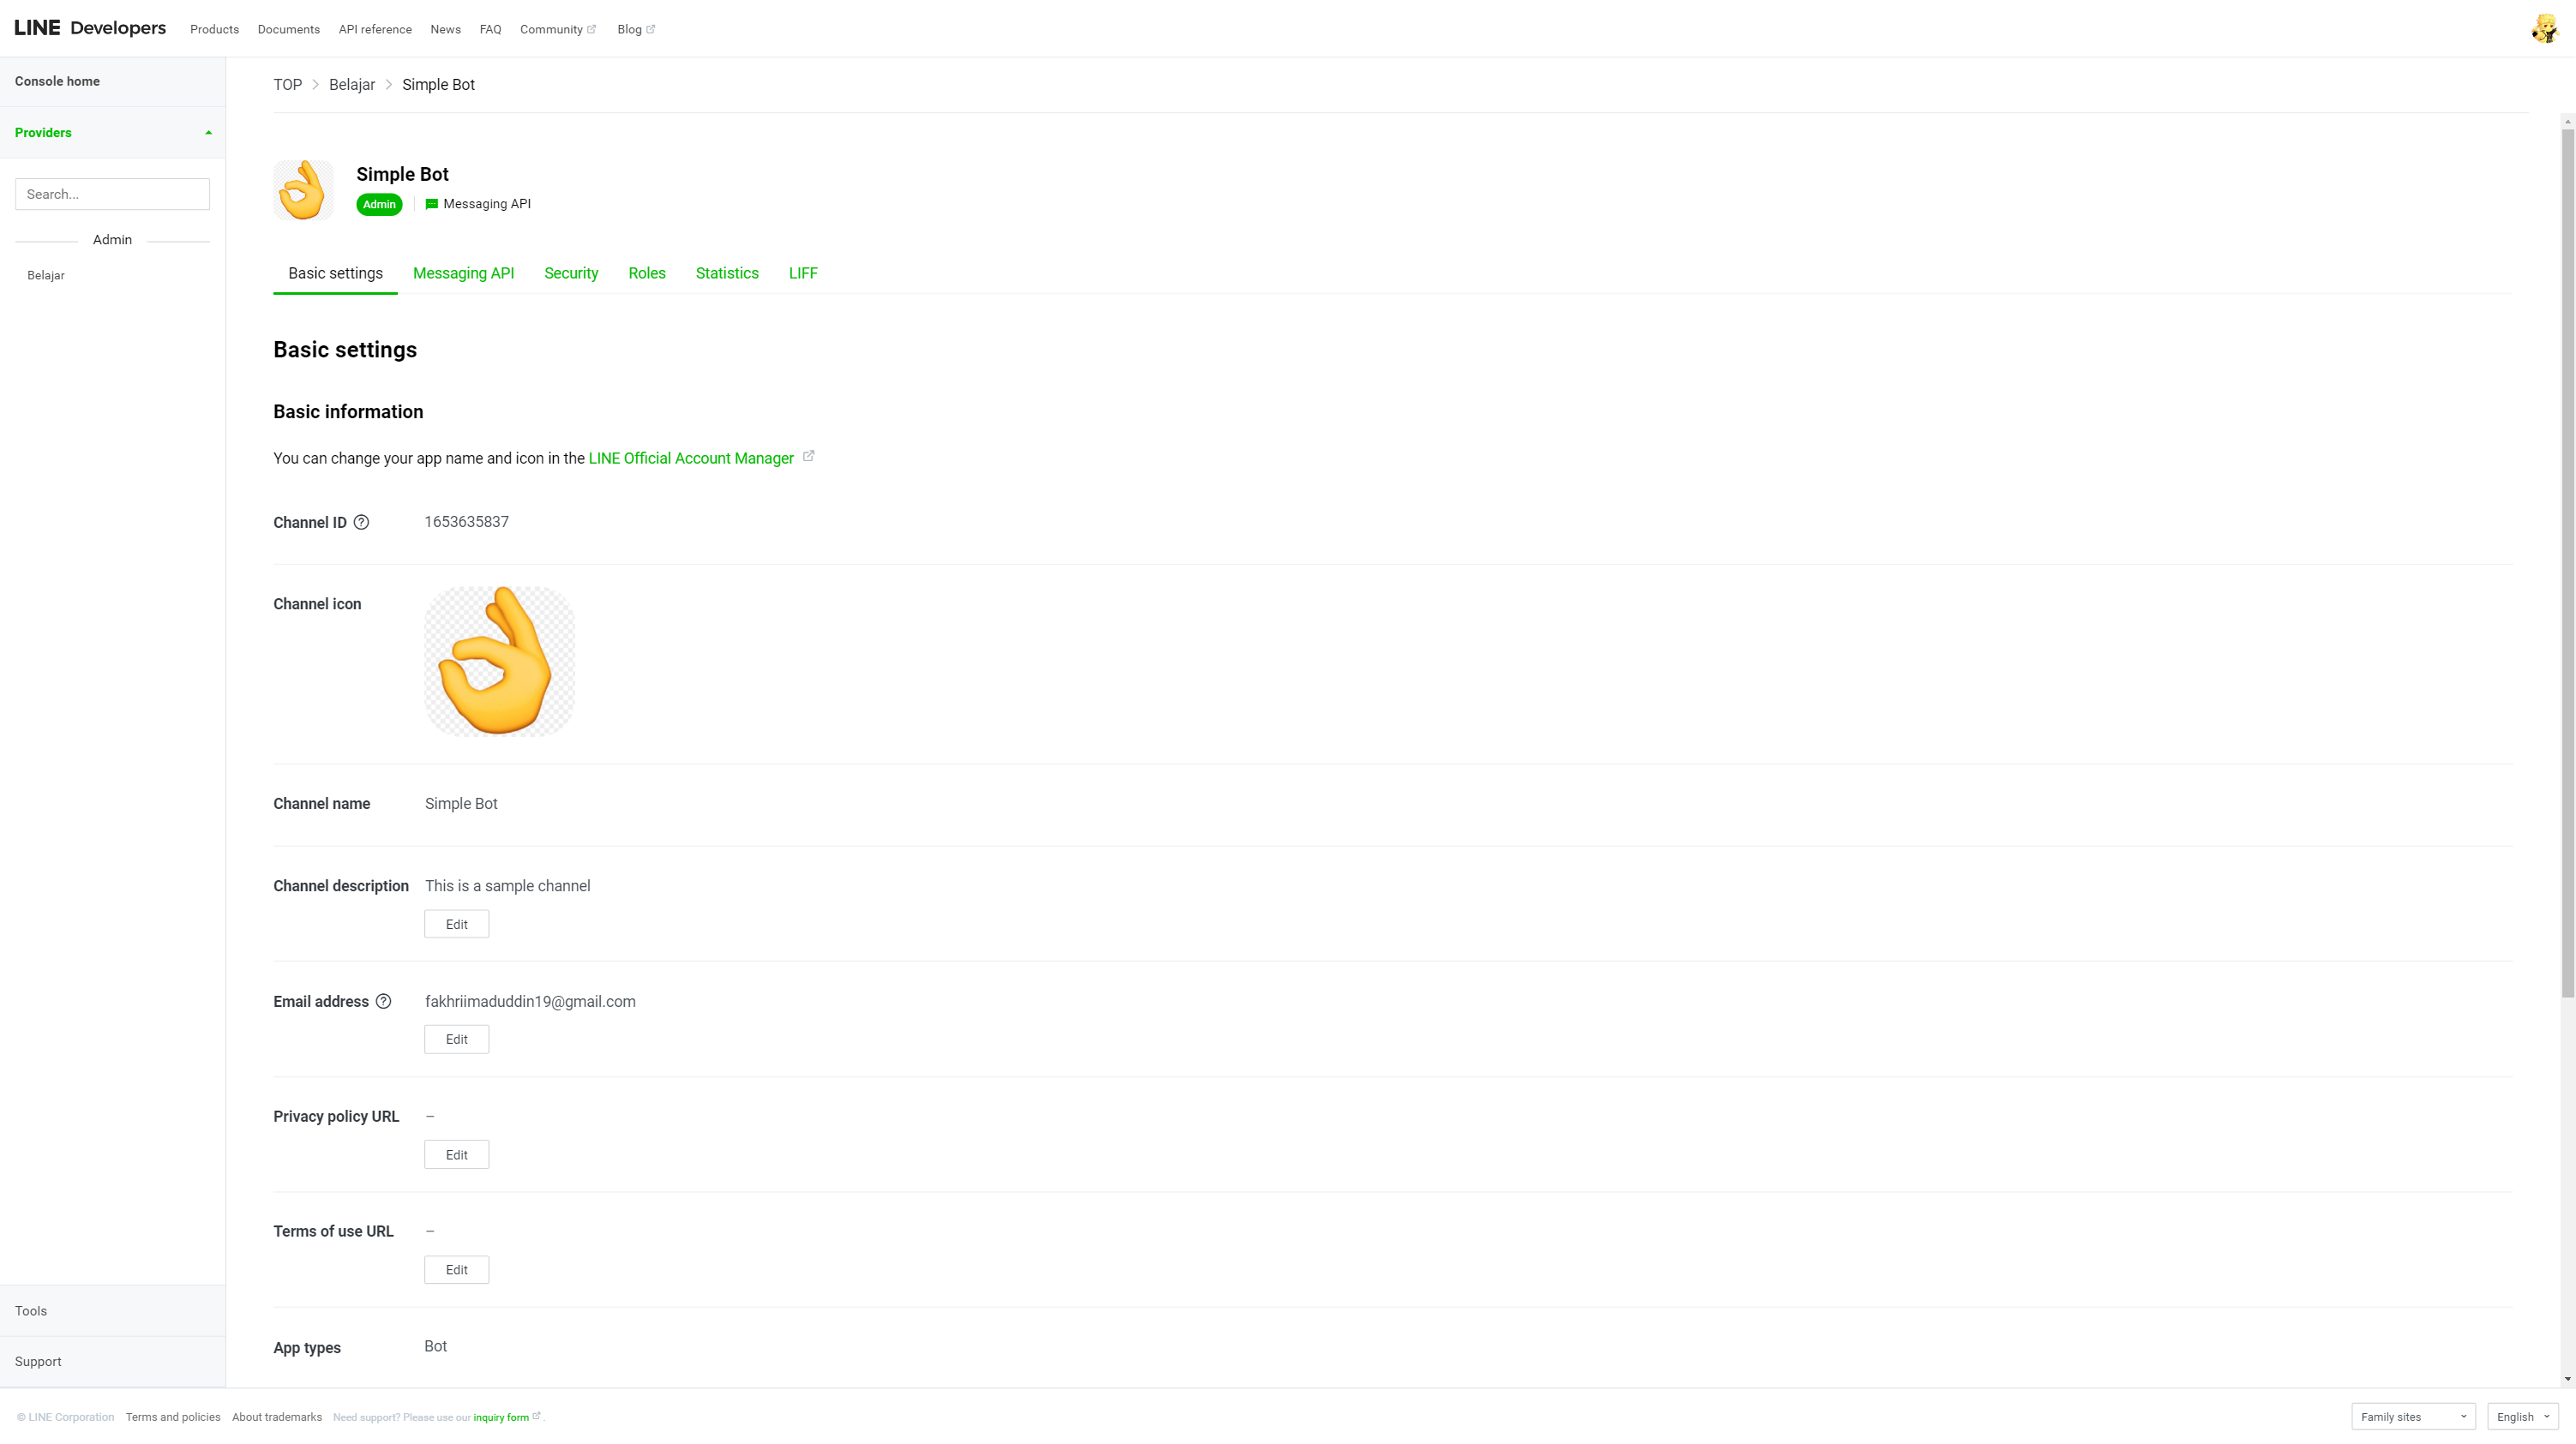 LINE Developers Products Documents API reference News FAQ Community Blog
Console home
Providers
Search...
Admin
Belajar
TOP Belajar Simple Bot
Simple Bot
Admin Messaging API
Basic settings Messaging API Security Roles Statistics LIFF
Basic settings
Basic information
You can change your app name and icon in the LINE Official Account Manager
Channel ID 1653635837
Channel icon
Channel name Simple Bot
Channel description This is a sample channel
Edit
Email address fakhriimaduddin19@gmail.com
Edit
Privacy policy URL –
Edit
Terms of use URL –
Edit
App types Bot
Tools
Support
© LINE Corporation Terms and policies About trademarks Need support? Please use our inquiry form . Family sites English